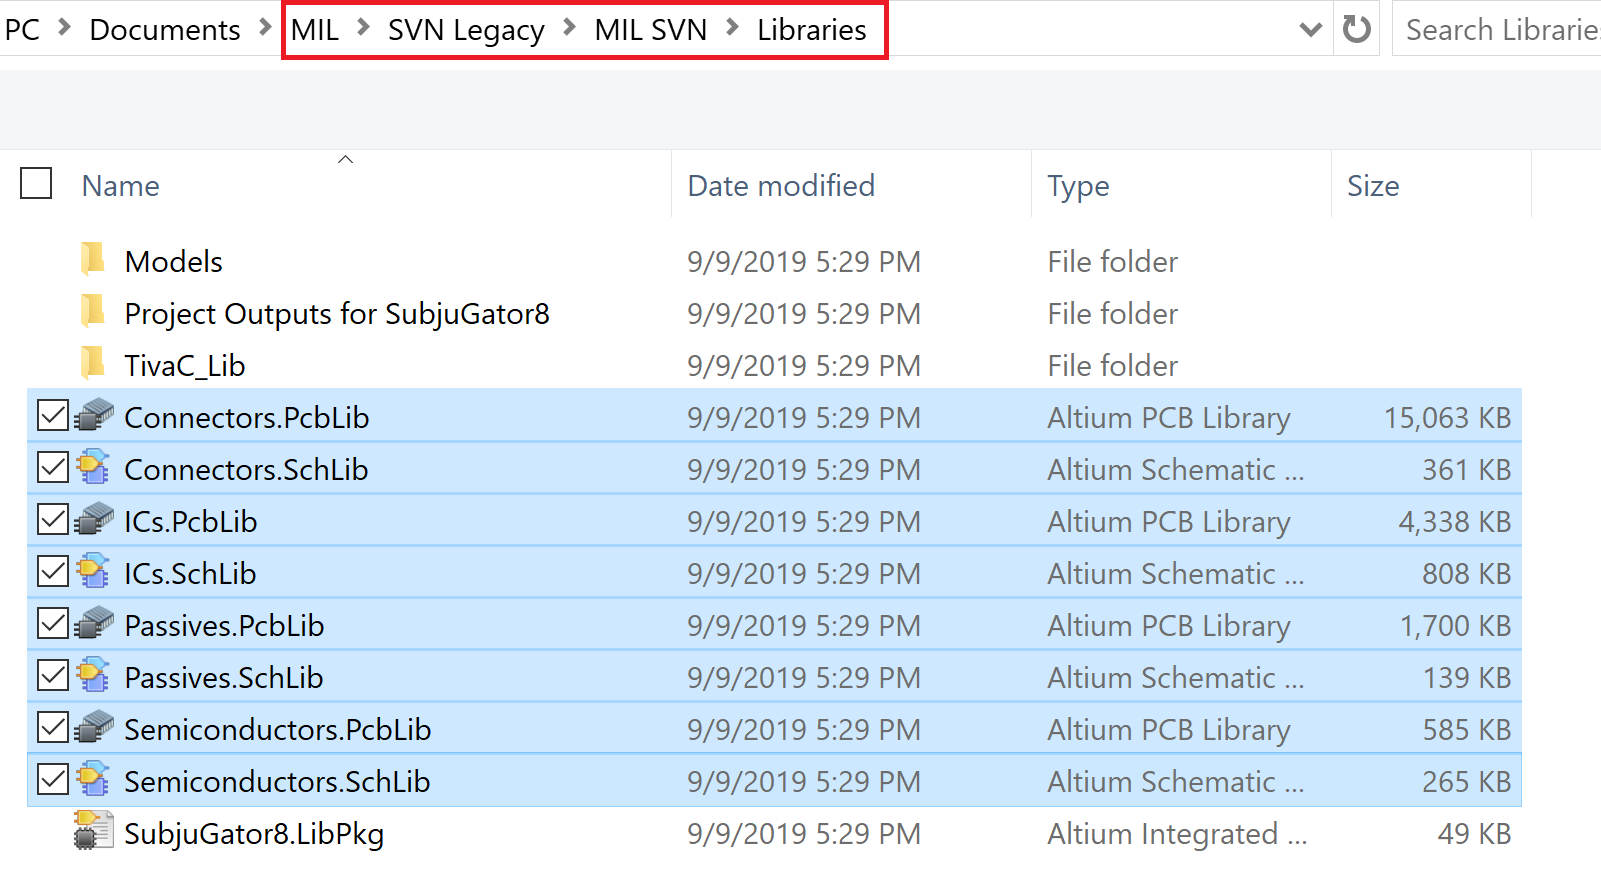 PC > Documents > MIL > SVN Legacy > MIL SVN > Libraries Search Librarie
Name Date modified Type Size
Models 9/9/2019 5:29 PM File folder
Project Outputs for SubjuGator8 9/9/2019 5:29 PM File folder
TivaC_Lib 9/9/2019 5:29 PM File folder
Connectors.PcbLib 9/9/2019 5:29 PM Altium PCB Library 15,063 KB
Connectors.SchLib 9/9/2019 5:29 PM Altium Schematic ... 361 KB
ICs.PcbLib 9/9/2019 5:29 PM Altium PCB Library 4,338 KB
ICs.SchLib 9/9/2019 5:29 PM Altium Schematic ... 808 KB
Passives.PcbLib 9/9/2019 5:29 PM Altium PCB Library 1,700 KB
Passives.SchLib 9/9/2019 5:29 PM Altium Schematic ... 139 KB
Semiconductors.PcbLib 9/9/2019 5:29 PM Altium PCB Library 585 KB
Semiconductors.SchLib 9/9/2019 5:29 PM Altium Schematic ... 265 KB
SubjuGator8.LibPkg 9/9/2019 5:29 PM Altium Integrated ... 49 KB